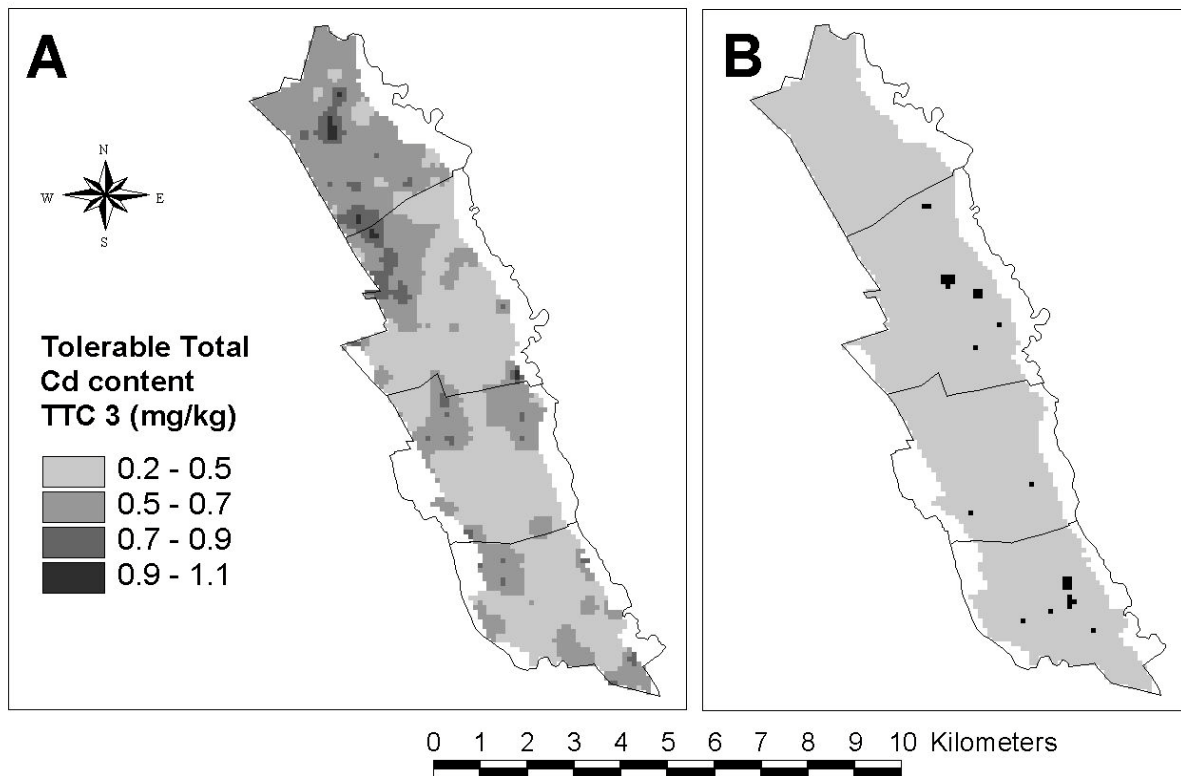 A
B
N
W E
S
Tolerable Total
Cd content
TTC 3 (mg/kg)
0.2 - 0.5
0.5 - 0.7
0.7 - 0.9
0.9 - 1.1
0 1 2 3 4 5 6 7 8 9 10 Kilometers